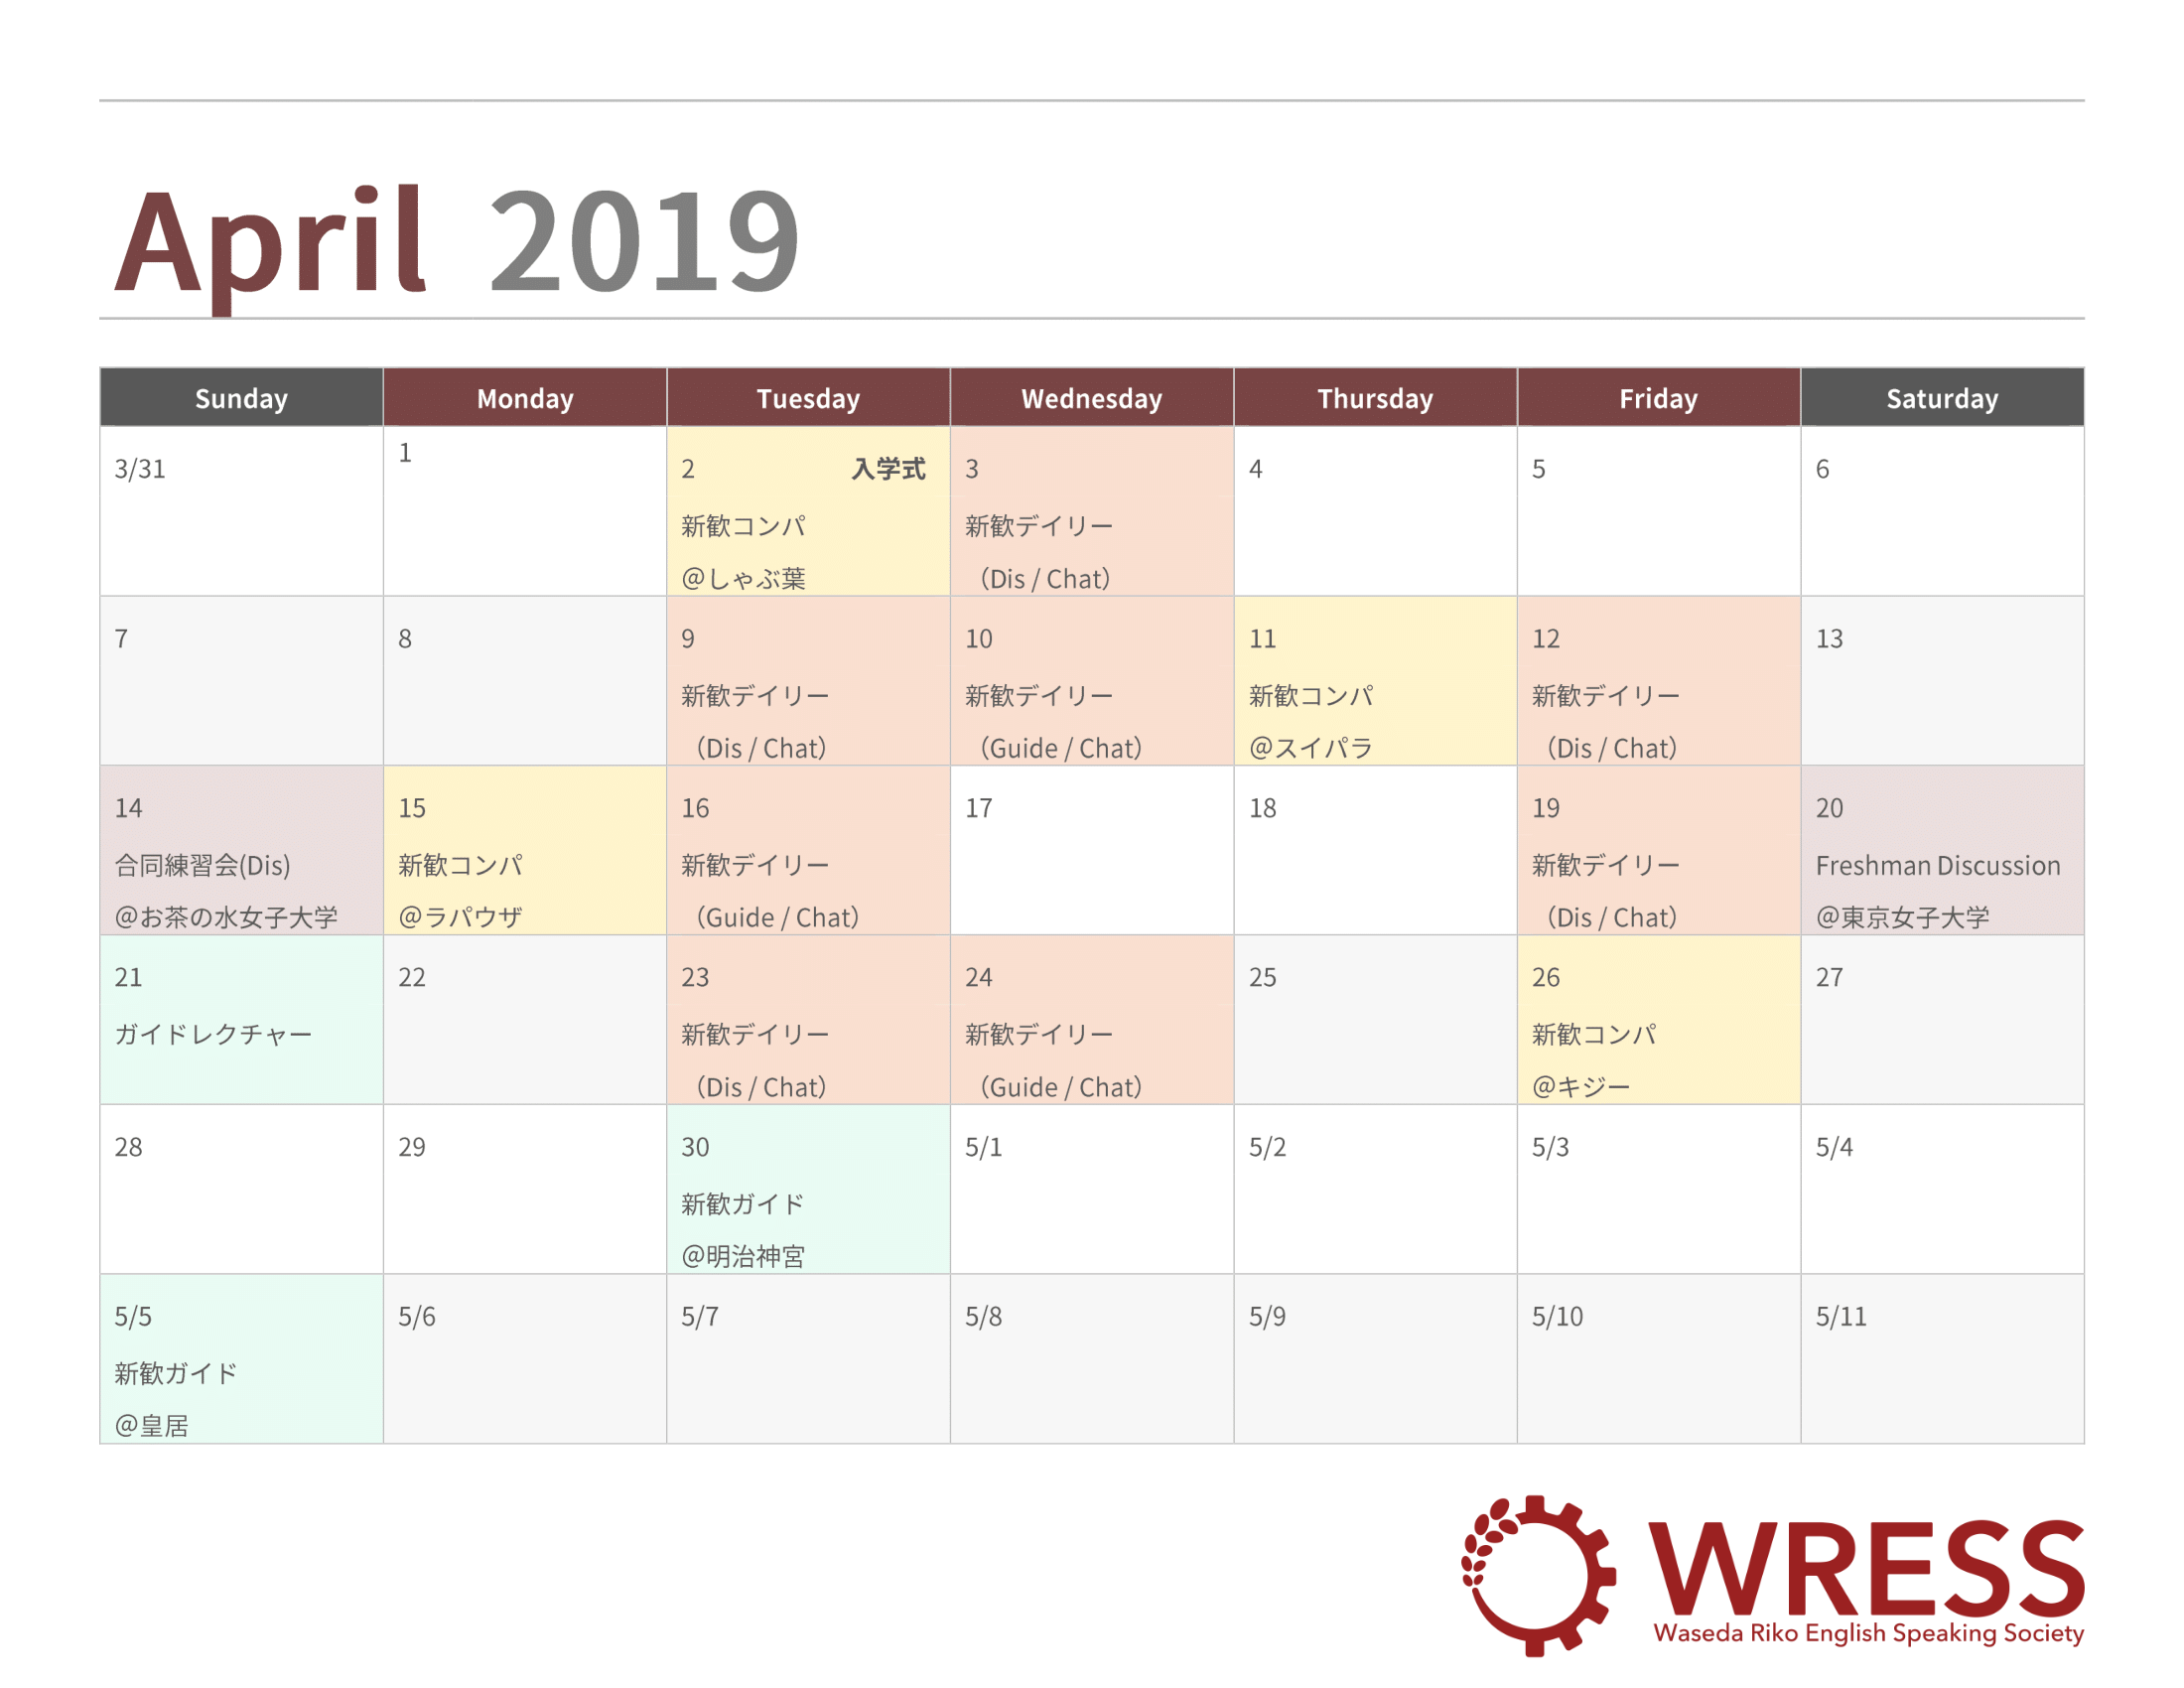 April 2019
Sunday Monday Tuesday Wednesday Thursday Friday Saturday
3/31
1
2 入学式
新歓コンパ
@しゃぶ葉
3
新歓デイリー
（Dis / Chat）
4
5
6
7
8
9
新歓デイリー
（Dis / Chat）
10
新歓デイリー
（Guide / Chat）
11
新歓コンパ
@スイパラ
12
新歓デイリー
（Dis / Chat）
13
14
合同練習会(Dis)
@お茶の水女子大学
15
新歓コンパ
@ラパウザ
16
新歓デイリー
（Guide / Chat）
17
18
19
新歓デイリー
（Dis / Chat）
20
Freshman Discussion
@東京女子大学
21
ガイドレクチャー
22
23
新歓デイリー
（Dis / Chat）
24
新歓デイリー
（Guide / Chat）
25
26
新歓コンパ
@キジー
27
28
29
30
新歓ガイド
@明治神宮
5/1
5/2
5/3
5/4
5/5
新歓ガイド
@皇居
5/6
5/7
5/8
5/9
5/10
5/11
WRESS
Waseda Riko English Speaking Society